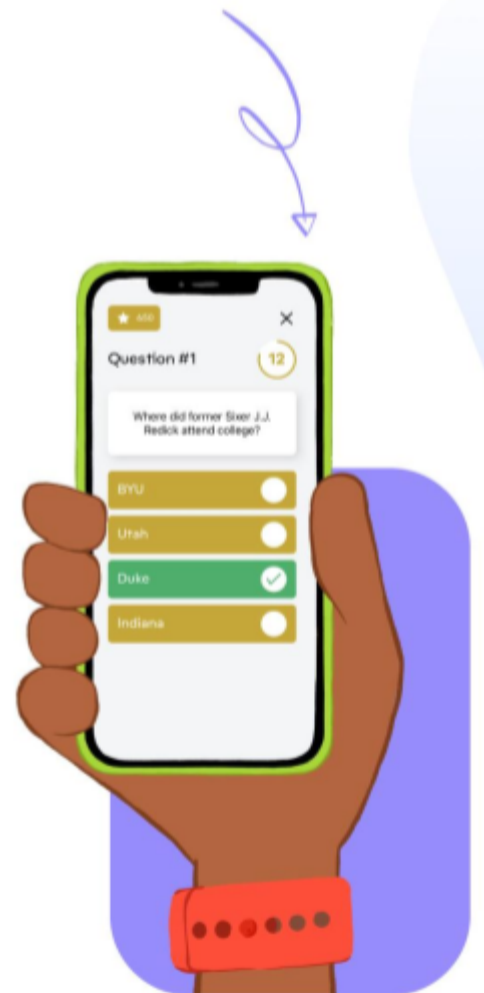 Question #1
12
Where did former Sixer J.J.
Redick attend college?
BYU
Utah
Duke
Indiana